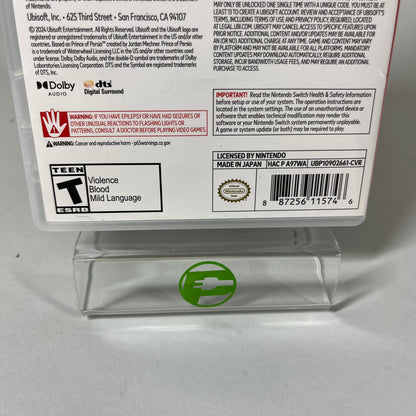 of Nintendo.
Ubisoft, Inc. • 625 Third Street • San Francisco, CA 94107
© 2024 Ubisoft Entertainment. All Rights Reserved. Ubisoft and the Ubisoft logo are
registered or unregistered trademarks of Ubisoft Entertainment in the US and/or other
countries. Based on Prince of Persia™ created by Jordan Mechner. Prince of Persia
is a trademark of Waterwheel Licensing LLC in the US and/or other countries used
under license. Dolby, Dolby Audio, and the double-D symbol are trademarks of Dolby
Laboratories Licensing Corporation. DTS and the Symbol are registered trademarks
of DTS, Inc.
MAY ONLY BE UNLOCKED ONE SINGLE TIME WITH A UNIQUE CODE. YOU MUST BE AT
LEAST 13 TO CREATE A UBISOFT ACCOUNT. REVIEW AND ACCEPTANCE OF UBISOFT'S
TERMS, INCLUDING TERMS OF USE AND PRIVACY POLICY, REQUIRED LOCATED AT
LEGAL.UBI.COM. UBISOFT MAY CANCEL ACCESS TO ONLINE FEATURES UPON
PRIOR NOTICE. ADDITIONAL CONTENT AND/OR UPDATES MAY BE AVAILABLE FOR AN
ADDITIONAL CHARGE. GAME CONTENT AND/OR UPDATES MAY VARY
BY PLATFORM AND MAY NOT BE AVAILABLE FOR ALL PLATFORMS. MANDATORY
CONTENT UPDATES MAY OCCUR AT ANY TIME, REQUIRE ADDITIONAL
STORAGE, INCUR BANDWIDTH USAGE FEES, AND MAY REQUIRE AN ADDITIONAL
PURCHASE TO ACCESS.
Dolby
AUDIO
dts
Digital Surround
WARNING: IF YOU HAVE EPILEPSY OR HAVE HAD SEIZURES OR
OTHER UNUSUAL REACTIONS TO FLASHING LIGHTS OR
PATTERNS, CONSULT A DOCTOR BEFORE PLAYING VIDEO GAMES.
WARNING: Cancer and reproductive harm - p65warnings.ca.gov
IMPORTANT! Read the Nintendo Switch Health & Safety Information
before setup or use of your system. The operation instructions are
located in the system settings. The use of an unauthorized device or
software that enables technical modification may render this
or software or your Nintendo Switch system permanently unplayable.
A game or system update (or both) may be required to play.
TEEN
T
ESRB
Violence
Blood
Mild Language
LICENSED BY NINTENDO
MADE IN JAPAN HAC P A97WA UBP10902661-CVR
Nintendo
8 87256 11574 6